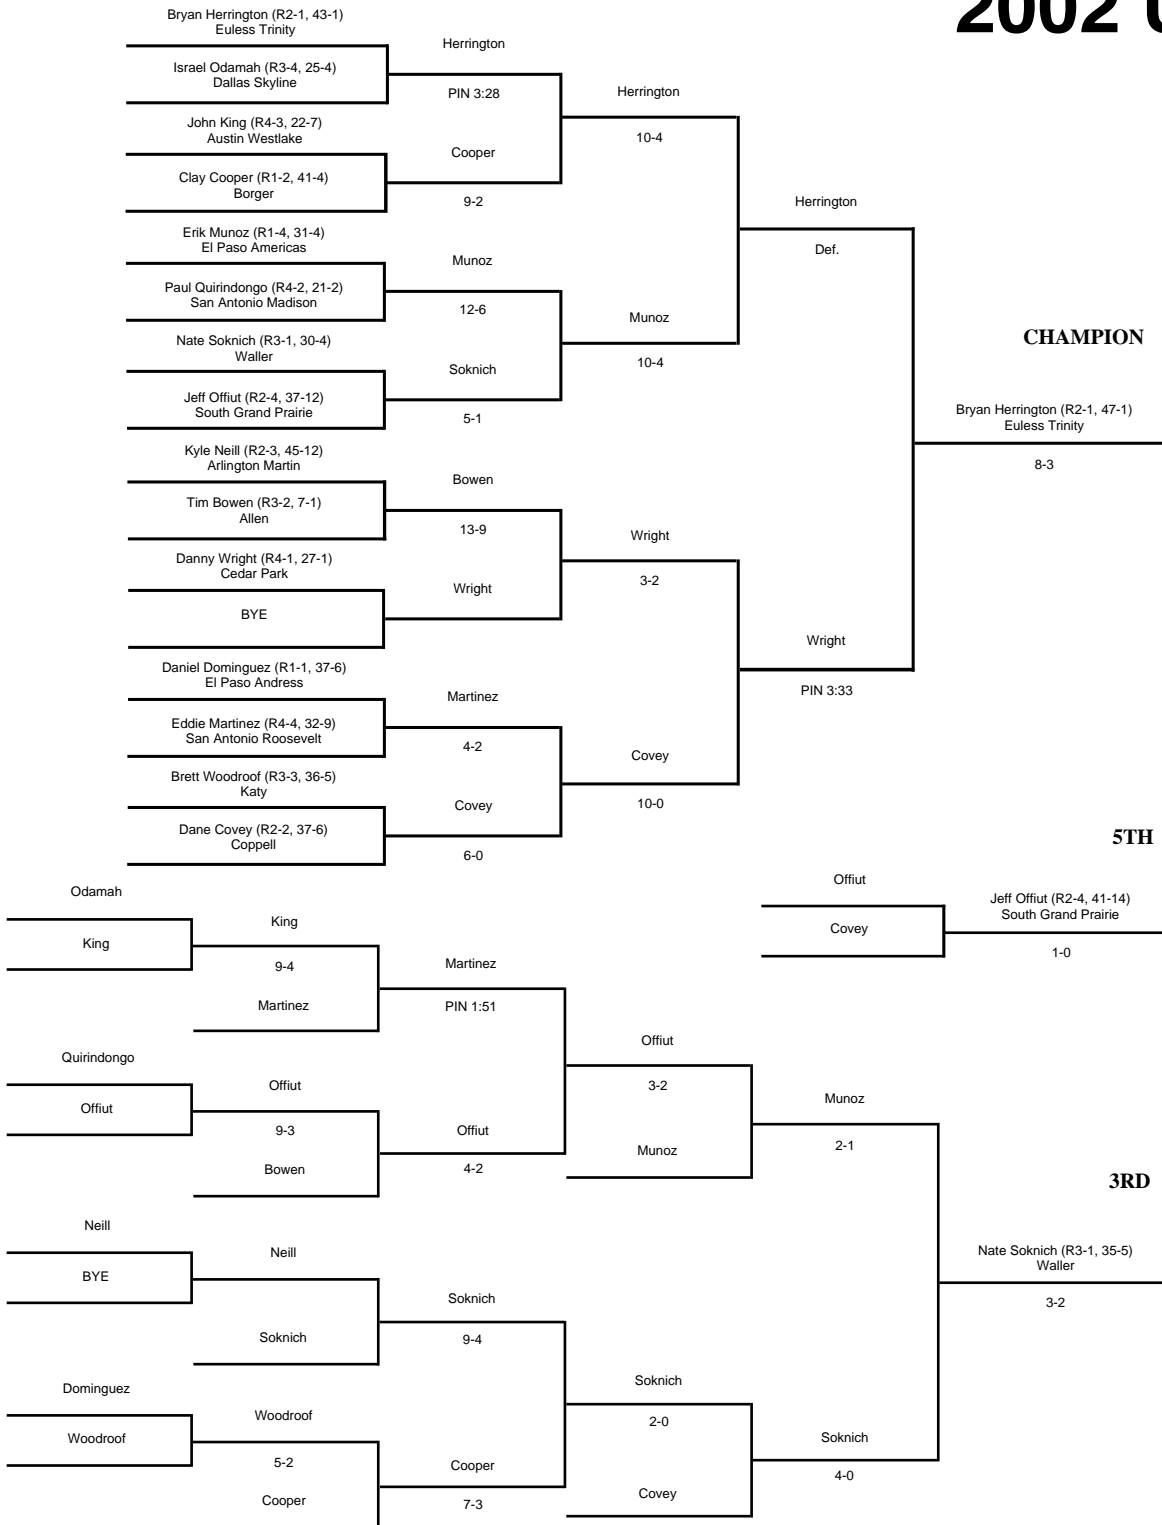 2002 U
Bryan Herrington (R2-1, 43-1)
Euless Trinity
Israel Odamah (R3-4, 25-4)
Dallas Skyline
John King (R4-3, 22-7)
Austin Westlake
Clay Cooper (R1-2, 41-4)
Borger
Erik Munoz (R1-4, 31-4)
El Paso Americas
Paul Quirindongo (R4-2, 21-2)
San Antonio Madison
Nate Soknich (R3-1, 30-4)
Waller
Jeff Offiut (R2-4, 37-12)
South Grand Prairie
Kyle Neill (R2-3, 45-12)
Arlington Martin
Tim Bowen (R3-2, 7-1)
Allen
Danny Wright (R4-1, 27-1)
Cedar Park
BYE
Daniel Dominguez (R1-1, 37-6)
El Paso Andress
Eddie Martinez (R4-4, 32-9)
San Antonio Roosevelt
Brett Woodroof (R3-3, 36-5)
Katy
Dane Covey (R2-2, 37-6)
Coppell
Herrington
PIN 3:28
Cooper
9-2
Munoz
12-6
Soknich
5-1
Bowen
13-9
Wright
Martinez
4-2
Covey
6-0
Herrington
10-4
Munoz
10-4
Wright
3-2
Covey
10-0
Herrington
Def.
Wright
PIN 3:33
CHAMPION
Bryan Herrington (R2-1, 47-1)
Euless Trinity
8-3
5TH
Offiut
Covey
Jeff Offiut (R2-4, 41-14)
South Grand Prairie
1-0
Odamah
King
Quirindongo
Offiut
Neill
BYE
Dominguez
Woodroof
King
9-4
Martinez
Offiut
9-3
Bowen
Neill
Soknich
Woodroof
5-2
Cooper
Martinez
PIN 1:51
Offiut
4-2
Soknich
9-4
Cooper
7-3
Offiut
3-2
Munoz
Soknich
2-0
Covey
Munoz
2-1
Soknich
4-0
3RD
Nate Soknich (R3-1, 35-5)
Waller
3-2